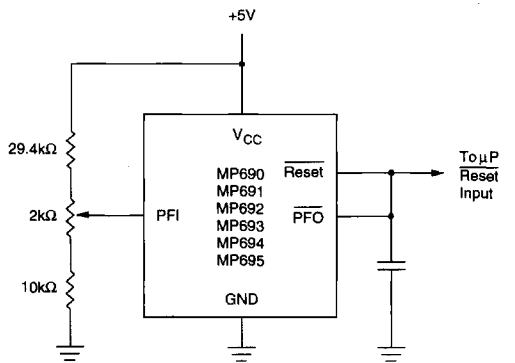 +5V
29.4kΩ
2kΩ
10kΩ
VCC
MP690
MP691
MP692
MP693
MP694
MP695
PFI
Reset
PFO
GND
To µP
Reset
Input